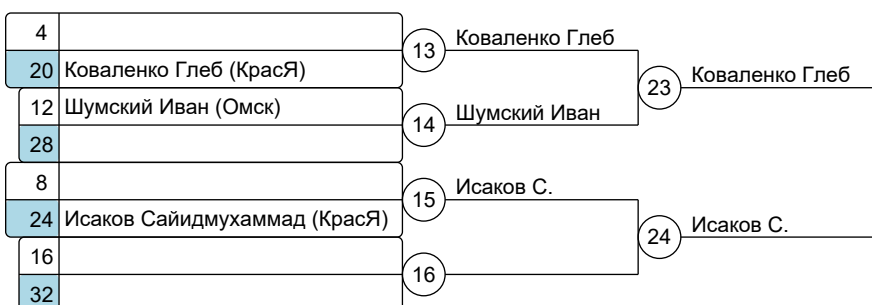 4
13 Коваленко Глеб
20 Коваленко Глеб (КрасЯ)
23 Коваленко Глеб
12 Шумский Иван (Омск)
14 Шумский Иван
28
8
15 Исаков С.
24 Исаков Сайидмухаммад (КрасЯ)
24 Исаков С.
16
16
32